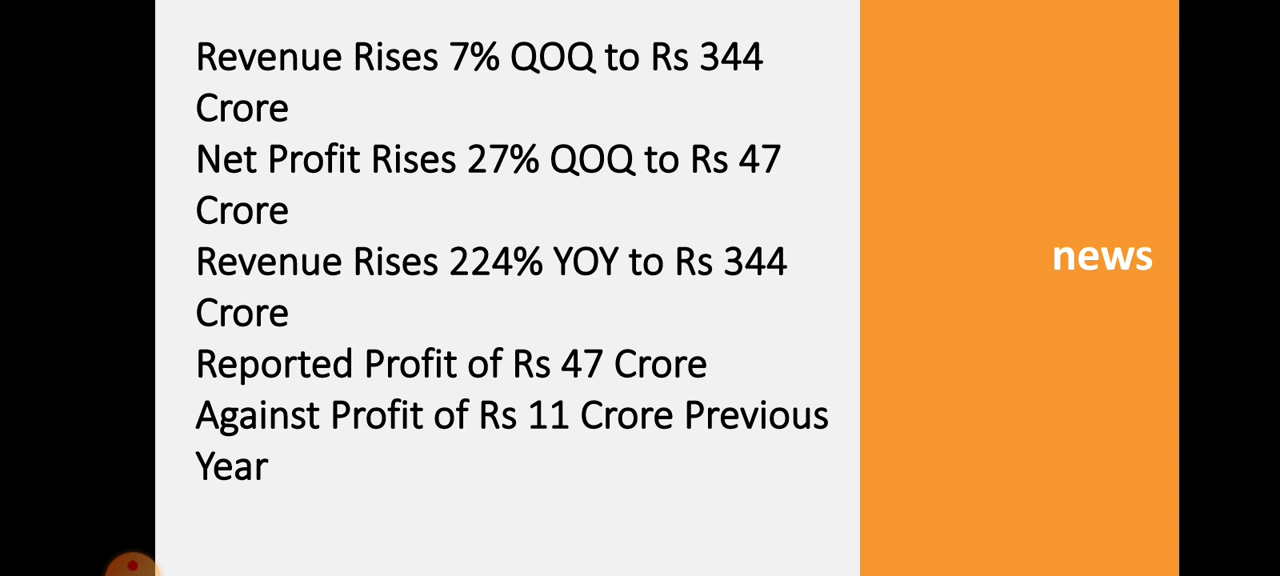 Revenue Rises 7% QOQ to Rs 344
Crore
Net Profit Rises 27% QOQ to Rs 47
Crore
Revenue Rises 224% YOY to Rs 344
Crore
Reported Profit of Rs 47 Crore
Against Profit of Rs 11 Crore Previous
Year
news